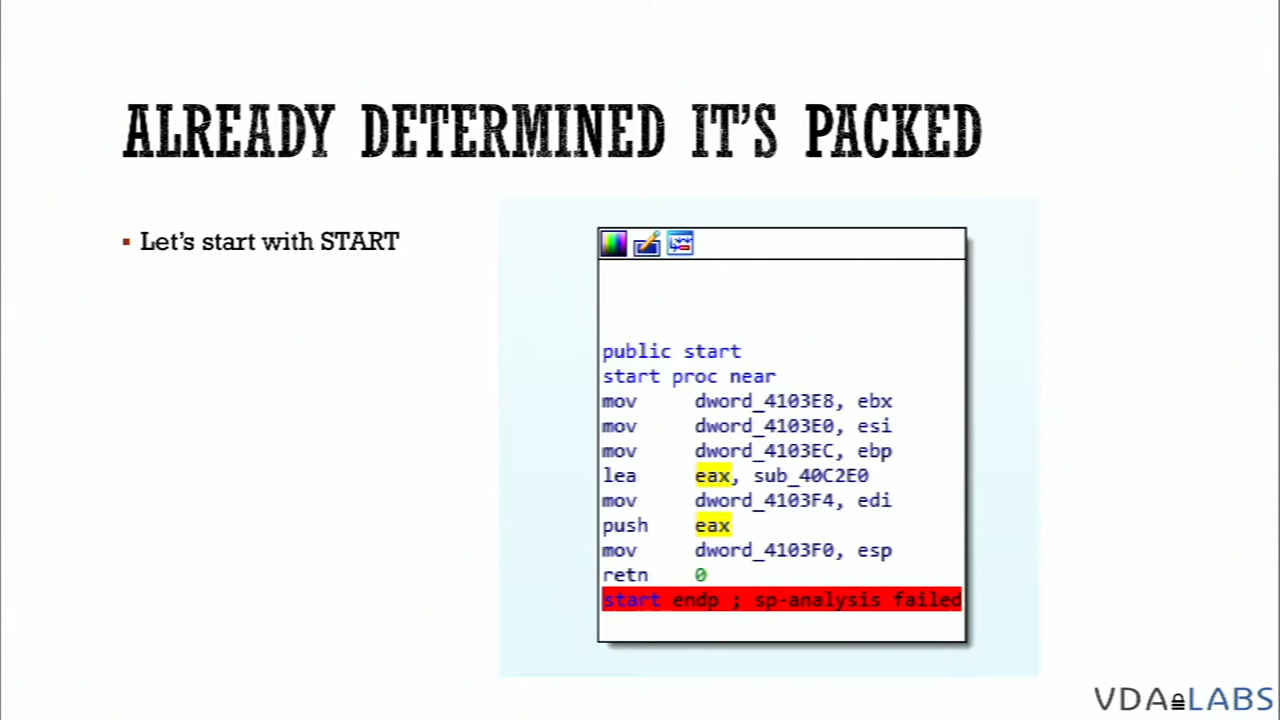 ALREADY DETERMINED IT'S PACKED
▪ Let's start with START
public start
start proc near
mov dword_4103E8, ebx
mov dword_4103E0, esi
mov dword_4103EC, ebp
lea eax, sub_40C2E0
mov dword_4103F4, edi
push eax
mov dword_4103F0, esp
retn 0
start endp ; sp-analysis failed
VDA LABS